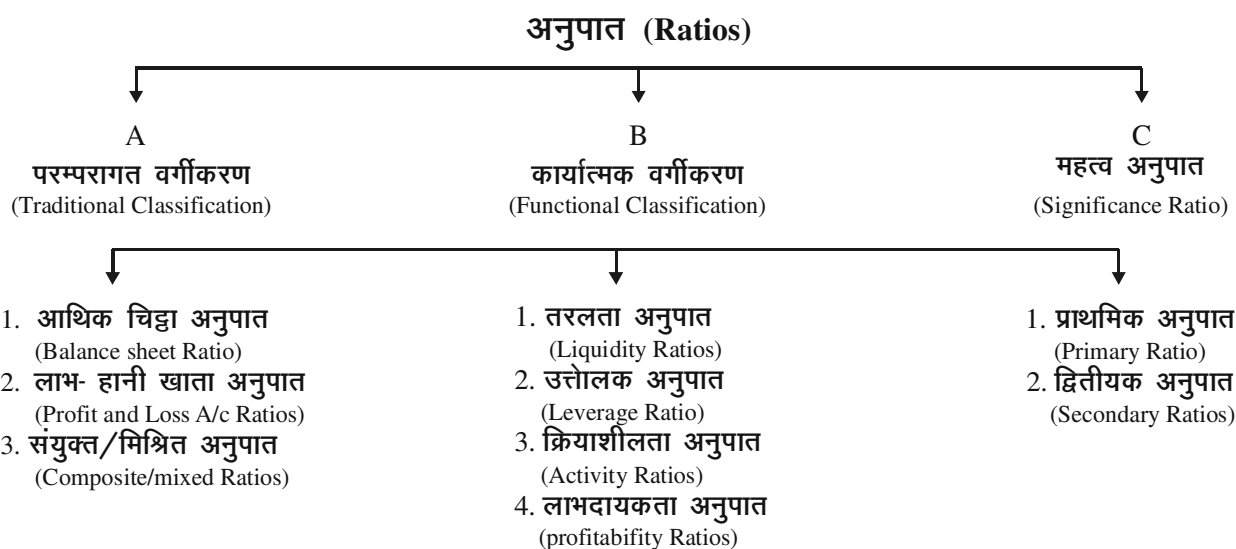 अनुपात (Ratios)
A
परम्परागत वर्गीकरण
(Traditional Classification)
B
कार्यात्मक वर्गीकरण
(Functional Classification)
C
महत्व अनुपात
(Significance Ratio)
1. आथिक चिट्ठा अनुपात
(Balance sheet Ratio)
2. लाभ- हानी खाता अनुपात
(Profit and Loss A/c Ratios)
3. संयुक्त/मिश्रित अनुपात
(Composite/mixed Ratios)
1. तरलता अनुपात
(Liquidity Ratios)
2. उत्तेालक अनुपात
(Leverage Ratio)
3. क्रियाशीलता अनुपात
(Activity Ratios)
4. लाभदायकता अनुपात
(profitabifity Ratios)
1. प्राथमिक अनुपात
(Primary Ratio)
2. द्वितीयक अनुपात
(Secondary Ratios)